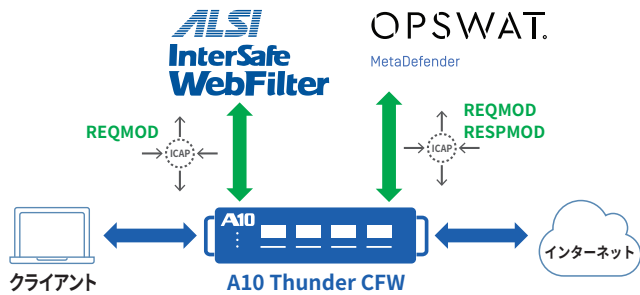 ALSI
InterSafe
WebFilter
OPSWAT.
MetaDefender
REQMOD
ICAP
REQMOD
RESPMOD
ICAP
A10
クライアント
A10 Thunder CFW
インターネット